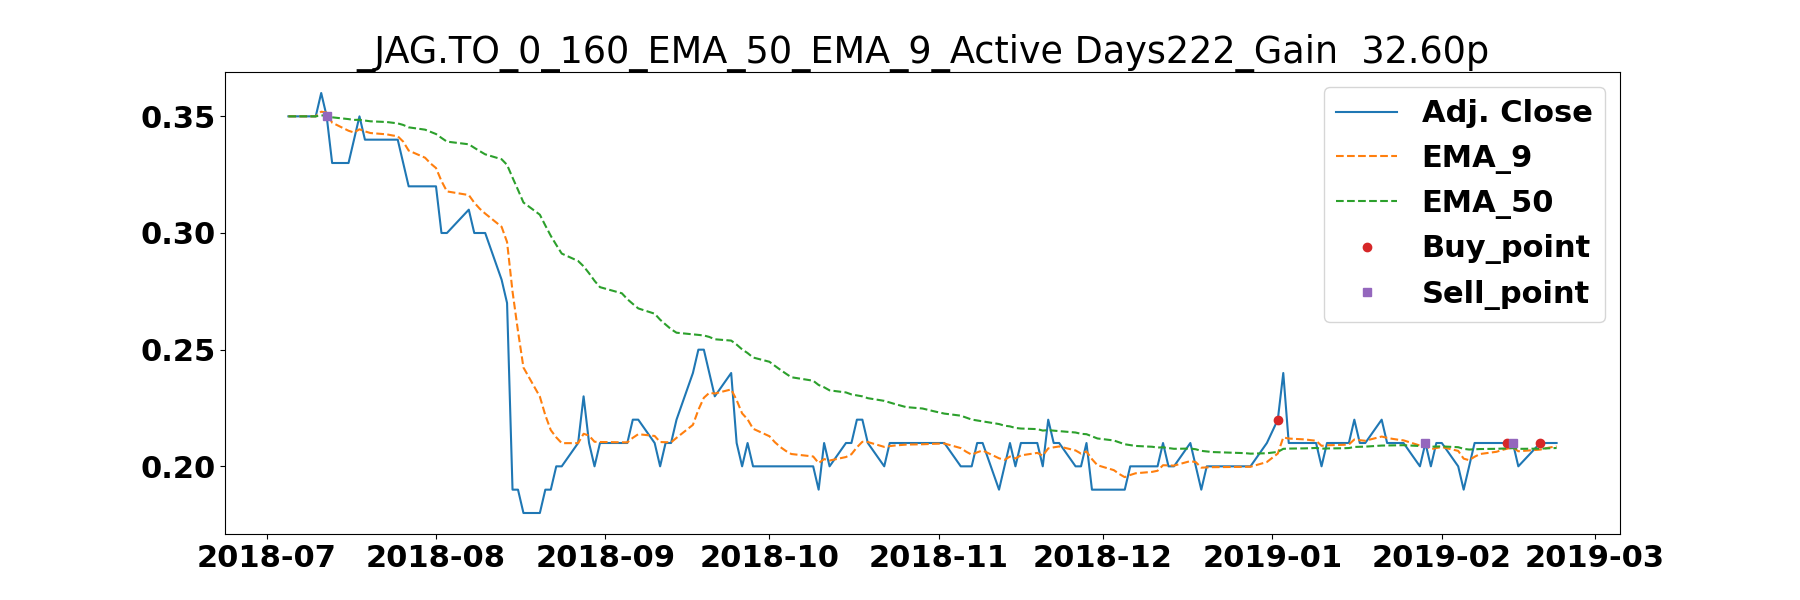 _JAG.TO_0_160_EMA_50_EMA_9_Active Days222_Gain  32.60p
0.35
0.30
0.25
0.20
Adj. Close
EMA_9
EMA_50
Buy_point
Sell_point
2018-07 2018-08 2018-09 2018-10 2018-11 2018-12 2019-01 2019-02 2019-03